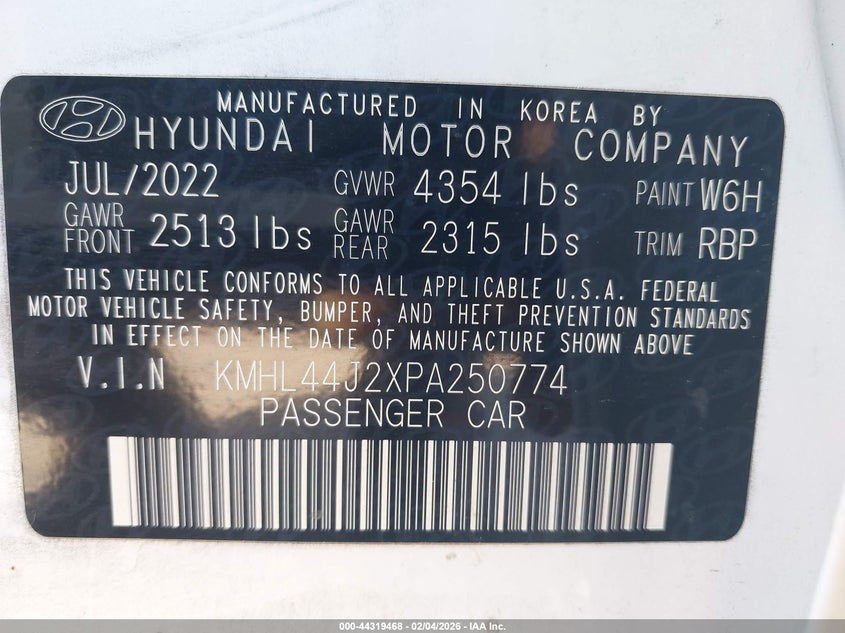 MANUFACTURED IN KOREA BY
HYUNDAI MOTOR COMPANY
JUL/2022 GVWR 4354 lbs PAINT W6H
GAWR FRONT 2513 lbs GAWR REAR 2315 lbs TRIM RBP
THIS VEHICLE CONFORMS TO ALL APPLICABLE U.S.A. FEDERAL
MOTOR VEHICLE SAFETY, BUMPER, AND THEFT PREVENTION STANDARDS
IN EFFECT ON THE DATE OF MANUFACTURE SHOWN ABOVE
V.I.N KMHL44J2XPA250774
PASSENGER CAR
000-44319468 - 02/04/2026 - IAA Inc.